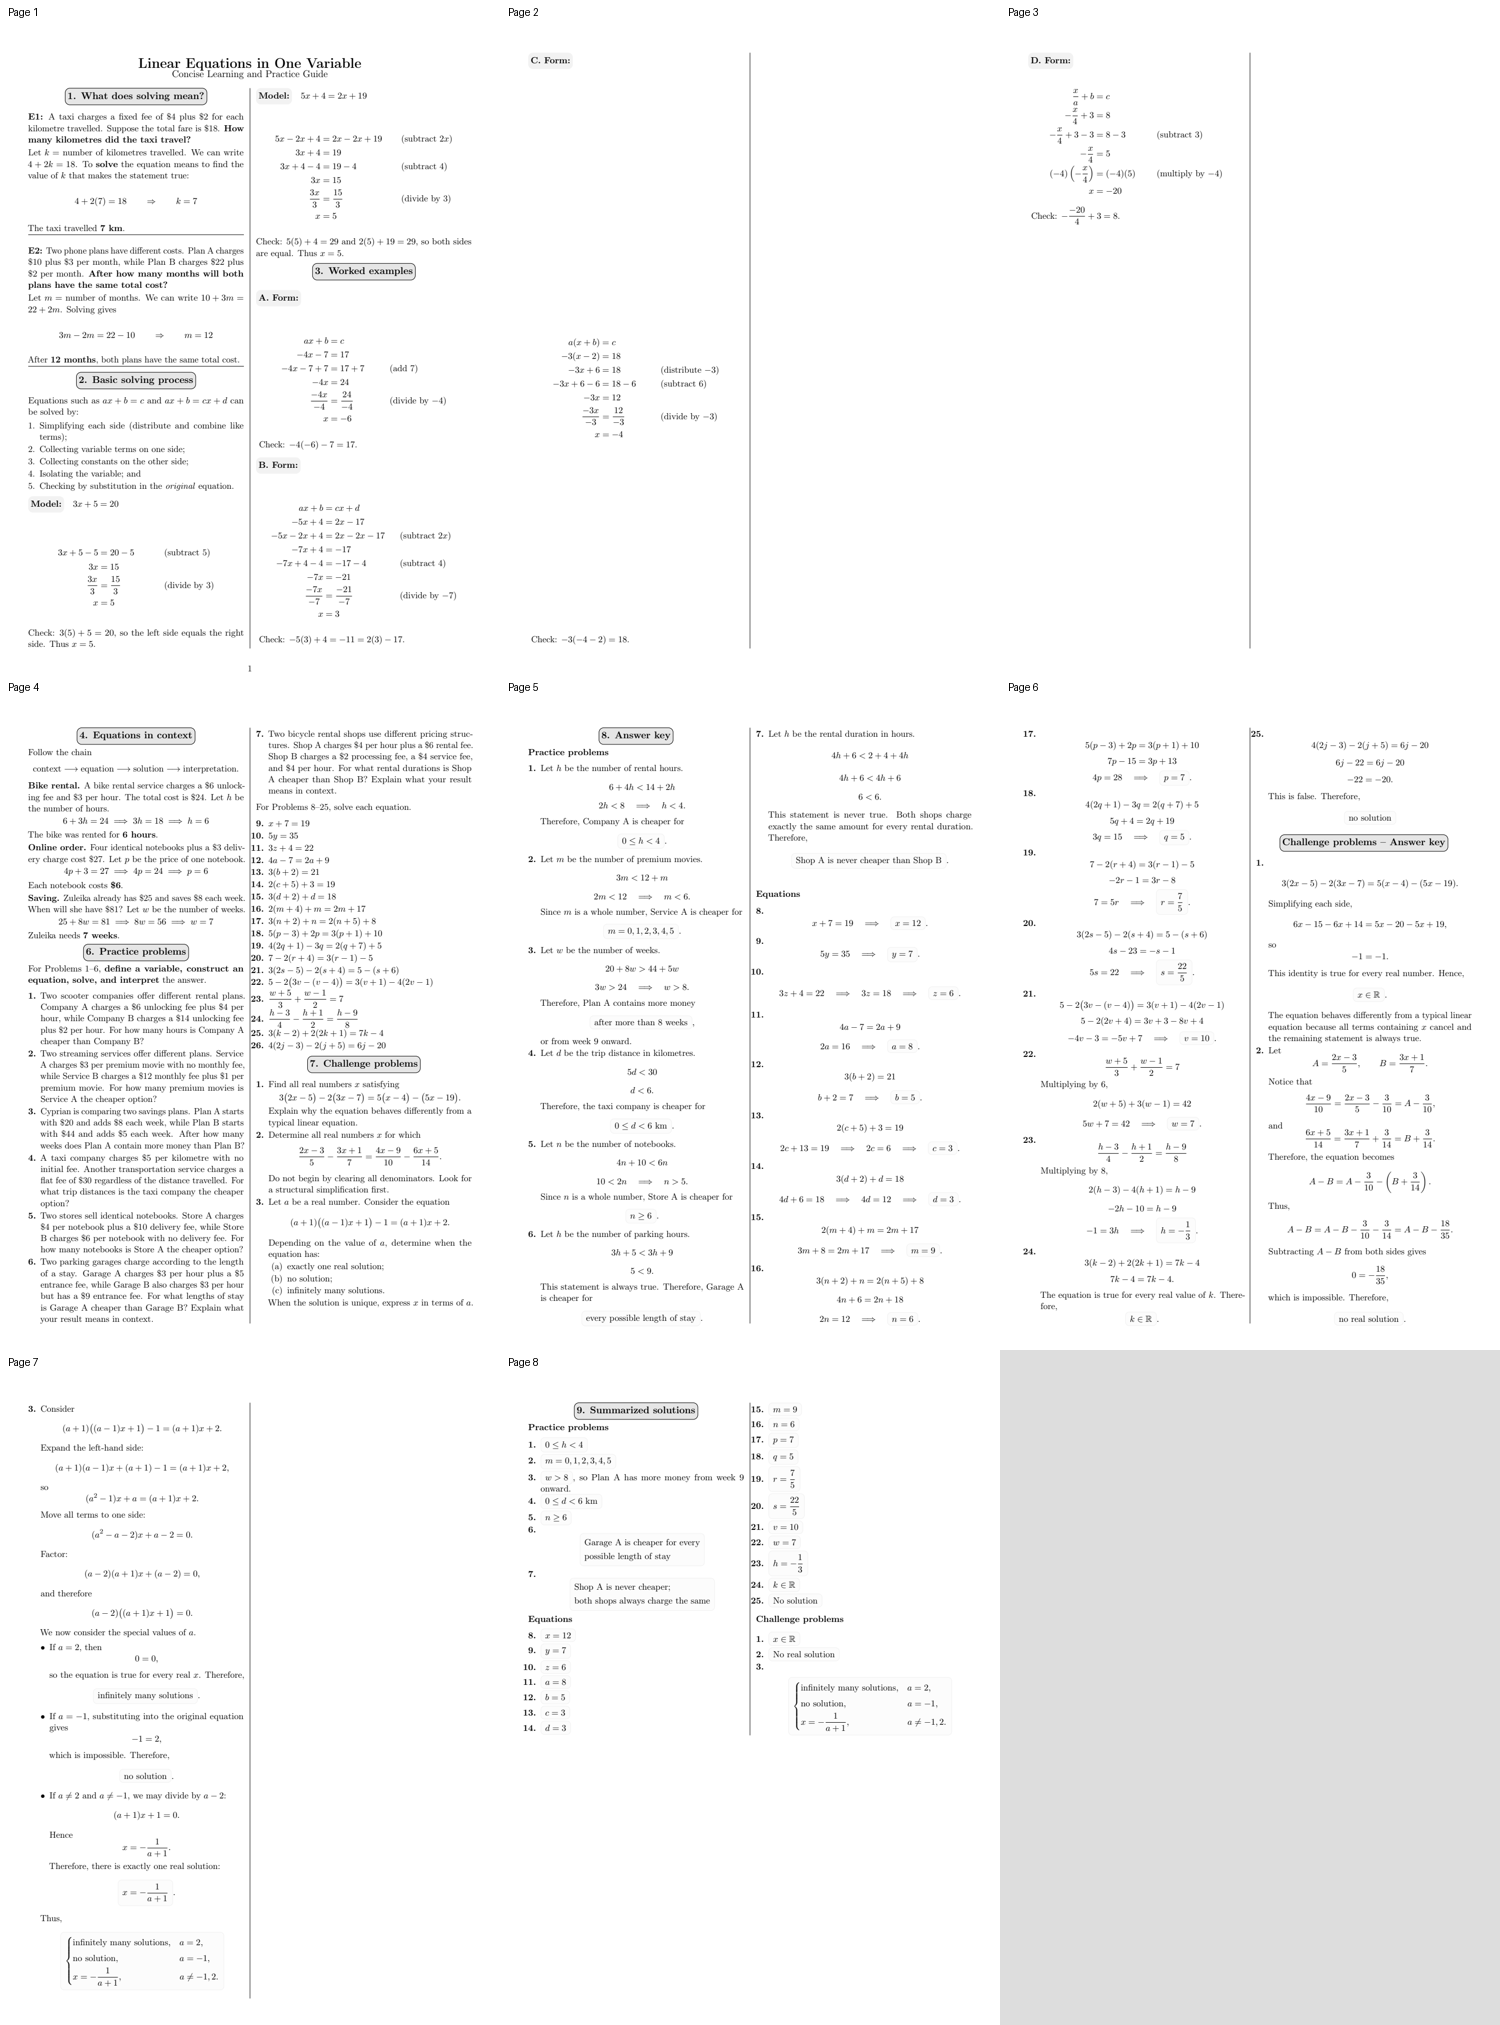 Page 1
Linear Equations in One Variable
Concise Learning and Practice Guide
1. What does solving mean?
E1: A taxi charges a fixed fee of $4 plus $2 for each
kilometre travelled. Suppose the total fare is $18. How
many kilometres did the taxi travel?
Let k = number of kilometres travelled. We can write
4 + 2k = 18. To solve the equation means to find the
value of k that makes the statement true:
4 + 2(7) = 18 ⇒ k = 7
The taxi travelled 7 km.
E2: Two phone plans have different costs. Plan A charges
$10 plus $3 per month, while Plan B charges $22 plus
$2 per month. After how many months will both
plans have the same total cost?
Let m = number of months. We can write 10 + 3m =
22 + 2m. Solving gives
3m − 2m = 22 − 10 ⇒ m = 12
After 12 months, both plans have the same total cost.
2. Basic solving process
Equations such as ax + b = c and ax + b = cx + d can
be solved by:
1. Simplifying each side (distribute and combine like
terms);
2. Collecting variable terms on one side;
3. Collecting constants on the other side;
4. Isolating the variable; and
5. Checking by substitution in the original equation.
Model: 3x + 5 = 20
3x + 5 − 5 = 20 − 5 (subtract 5)
3x = 15
3x/3 = 15/3 (divide by 3)
x = 5
Check: 3(5) + 5 = 20, so the left side equals the right
side. Thus x = 5.
Model: 5x + 4 = 2x + 19
5x − 2x + 4 = 2x − 2x + 19 (subtract 2x)
3x + 4 = 19
3x + 4 − 4 = 19 − 4 (subtract 4)
3x = 15
3x/3 = 15/3 (divide by 3)
x = 5
Check: 5(5) + 4 = 29 and 2(5) + 19 = 29, so both sides
are equal. Thus x = 5.
3. Worked examples
A. Form:
ax + b = c
−4x − 7 = 17
−4x − 7 + 7 = 17 + 7 (add 7)
−4x = 24
−4x/−4 = 24/−4 (divide by −4)
x = −6
Check: −4(−6) − 7 = 17.
B. Form:
ax + b = cx + d
−5x + 4 = 2x − 17
−5x − 2x + 4 = 2x − 2x − 17 (subtract 2x)
−7x + 4 = −17
−7x + 4 − 4 = −17 − 4 (subtract 4)
−7x = −21
−7x/−7 = −21/−7 (divide by −7)
x = 3
Check: −5(3) + 4 = −11 = 2(3) − 17.
1
Page 2
C. Form:
a(x + b) = c
−3(x − 2) = 18
−3x + 6 = 18 (distribute −3)
−3x + 6 − 6 = 18 − 6 (subtract 6)
−3x = 12
−3x/−3 = 12/−3 (divide by −3)
x = −4
Check: −3(−4 − 2) = 18.
Page 3
D. Form:
x/a + b = c
−x/4 + 3 = 8
−x/4 + 3 − 3 = 8 − 3 (subtract 3)
−x/4 = 5
(−4)(−x/4) = (−4)(5) (multiply by −4)
x = −20
Check: −(−20/4) + 3 = 8.
Page 4
4. Equations in context
Follow the chain
context ⟶ equation ⟶ solution ⟶ interpretation.
Bike rental. A bike rental service charges a $6 unlock-
ing fee and $3 per hour. The total cost is $24. Let h be
the number of hours.
6 + 3h = 24 ⟹ 3h = 18 ⟹ h = 6
The bike was rented for 6 hours.
Online order. Four identical notebooks plus a $3 deliv-
ery charge cost $27. Let p be the price of one notebook.
4p + 3 = 27 ⟹ 4p = 24 ⟹ p = 6
Each notebook costs $6.
Saving. Zuleika already has $25 and saves $8 each week.
When will she have $81? Let w be the number of weeks.
25 + 8w = 81 ⟹ 8w = 56 ⟹ w = 7
Zuleika needs 7 weeks.
6. Practice problems
For Problems 1–6, define a variable, construct an
equation, solve, and interpret the answer.
1. Two scooter companies offer different rental plans.
Company A charges a $6 unlocking fee plus $4 per
hour, while Company B charges a $14 unlocking fee
plus $2 per hour. For how many hours is Company A
cheaper than Company B?
2. Two streaming services offer different plans. Service
A charges $3 per premium movie with no monthly fee,
while Service B charges a $12 monthly fee plus $1 per
premium movie. For how many premium movies is
Service A the cheaper option?
3. Cyprian is comparing two savings plans. Plan A starts
with $20 and adds $8 each week, while Plan B starts
with $44 and adds $5 each week. After how many
weeks does Plan A contain more money than Plan B?
4. A taxi company charges $5 per kilometre with no
initial fee. Another transportation service charges a
flat fee of $30 regardless of the distance travelled. For
what trip distances is the taxi company the cheaper
option?
5. Two stores sell identical notebooks. Store A charges
$4 per notebook plus a $10 delivery fee, while Store
B charges $6 per notebook with no delivery fee. For
how many notebooks is Store A the cheaper option?
6. Two parking garages charge according to the length
of a stay. Garage A charges $3 per hour plus a $5
entrance fee, while Garage B also charges $3 per hour
but has a $9 entrance fee. For what lengths of stay
is Garage A cheaper than Garage B? Explain what
your result means in context.
7. Two bicycle rental shops use different pricing struc-
tures. Shop A charges $4 per hour plus a $6 rental fee.
Shop B charges a $2 processing fee, a $4 service fee,
and $4 per hour. For what rental durations is Shop
A cheaper than Shop B? Explain what your result
means in context.
For Problems 8–25, solve each equation.
9. x + 7 = 19
10. 5y = 35
11. 3z + 4 = 22
12. 4a − 7 = 2a + 9
13. 3(b + 2) = 21
14. 2(c + 5) + 3 = 19
15. 3(d + 2) + d = 18
16. 2(m + 4) + m = 2m + 17
17. 3(n + 2) + n = 2(n + 5) + 8
18. 5(p − 3) + 2p = 3(p + 1) + 10
19. 4(2q + 1) − 3q = 2(q + 7) + 5
20. 7 − 2(r + 4) = 3(r − 1) − 5
21. 3(2s − 5) − 2(s + 4) = 5 − (s + 6)
22. 5 − 2(3v − (v − 4)) = 3(v + 1) − 4(2v − 1)
23. (w + 5)/3 + (w − 1)/2 = 7
24. (h − 3)/4 − (h + 1)/2 = (h − 9)/8
25. 3(k − 2) + 2(2k + 1) = 7k − 4
26. 4(2j − 3) − 2(j + 5) = 6j − 20
7. Challenge problems
1. Find all real numbers x satisfying
3(2x − 5) − 2(3x − 7) = 5(x − 4) − (5x − 19).
Explain why the equation behaves differently from a
typical linear equation.
2. Determine all real numbers x for which
(2x − 3)/5 − (3x + 1)/7 = (4x − 9)/10 − (6x + 5)/14.
Do not begin by clearing all denominators. Look for
a structural simplification first.
3. Let a be a real number. Consider the equation
(a + 1)((a − 1)x + 1) − 1 = (a + 1)x + 2.
Depending on the value of a, determine when the
equation has:
(a) exactly one real solution;
(b) no solution;
(c) infinitely many solutions.
When the solution is unique, express x in terms of a.
Page 5
8. Answer key
Practice problems
1. Let h be the number of rental hours.
6 + 4h < 14 + 2h
2h < 8 ⟹ h < 4.
Therefore, Company A is cheaper for
0 ≤ h < 4 .
2. Let m be the number of premium movies.
3m < 12 + m
2m < 12 ⟹ m < 6.
Since m is a whole number, Service A is cheaper for
m = 0, 1, 2, 3, 4, 5 .
3. Let w be the number of weeks.
20 + 8w > 44 + 5w
3w > 24 ⟹ w > 8.
Therefore, Plan A contains more money
after more than 8 weeks ,
or from week 9 onward.
4. Let d be the trip distance in kilometres.
5d < 30
d < 6.
Therefore, the taxi company is cheaper for
0 ≤ d < 6 km .
5. Let n be the number of notebooks.
4n + 10 < 6n
10 < 2n ⟹ n > 5.
Since n is a whole number, Store A is cheaper for
n ≥ 6 .
6. Let h be the number of parking hours.
3h + 5 < 3h + 9
5 < 9.
This statement is always true. Therefore, Garage A
is cheaper for
every possible length of stay .
7. Let h be the rental duration in hours.
4h + 6 < 2 + 4 + 4h
4h + 6 < 4h + 6
6 < 6.
This statement is never true. Both shops charge
exactly the same amount for every rental duration.
Therefore,
Shop A is never cheaper than Shop B .
Equations
8.
x + 7 = 19 ⟹ x = 12 .
9.
5y = 35 ⟹ y = 7 .
10.
3z + 4 = 22 ⟹ 3z = 18 ⟹ z = 6 .
11.
4a − 7 = 2a + 9
2a = 16 ⟹ a = 8 .
12.
3(b + 2) = 21
b + 2 = 7 ⟹ b = 5 .
13.
2(c + 5) + 3 = 19
2c + 13 = 19 ⟹ 2c = 6 ⟹ c = 3 .
14.
3(d + 2) + d = 18
4d + 6 = 18 ⟹ 4d = 12 ⟹ d = 3 .
15.
2(m + 4) + m = 2m + 17
3m + 8 = 2m + 17 ⟹ m = 9 .
16.
3(n + 2) + n = 2(n + 5) + 8
4n + 6 = 2n + 18
2n = 12 ⟹ n = 6 .
Page 6
17.
5(p − 3) + 2p = 3(p + 1) + 10
7p − 15 = 3p + 13
4p = 28 ⟹ p = 7 .
18.
4(2q + 1) − 3q = 2(q + 7) + 5
5q + 4 = 2q + 19
3q = 15 ⟹ q = 5 .
19.
7 − 2(r + 4) = 3(r − 1) − 5
−2r − 1 = 3r − 8
7 = 5r ⟹ r = 7/5 .
20.
3(2s − 5) − 2(s + 4) = 5 − (s + 6)
4s − 23 = −s − 1
5s = 22 ⟹ s = 22/5 .
21.
5 − 2(3v − (v − 4)) = 3(v + 1) − 4(2v − 1)
5 − 2(2v + 4) = 3v + 3 − 8v + 4
−4v − 3 = −5v + 7 ⟹ v = 10 .
22.
(w + 5)/3 + (w − 1)/2 = 7
Multiplying by 6,
2(w + 5) + 3(w − 1) = 42
5w + 7 = 42 ⟹ w = 7 .
23.
(h − 3)/4 − (h + 1)/2 = (h − 9)/8
Multiplying by 8,
2(h − 3) − 4(h + 1) = h − 9
−2h − 10 = h − 9
−1 = 3h ⟹ h = −1/3 .
24.
3(k − 2) + 2(2k + 1) = 7k − 4
7k − 4 = 7k − 4.
The equation is true for every real value of k. There-
fore,
k ∈ ℝ .
25.
4(2j − 3) − 2(j + 5) = 6j − 20
6j − 22 = 6j − 20
−22 = −20.
This is false. Therefore,
no solution
Challenge problems – Answer key
1.
3(2x − 5) − 2(3x − 7) = 5(x − 4) − (5x − 19).
Simplifying each side,
6x − 15 − 6x + 14 = 5x − 20 − 5x + 19,
so
−1 = −1.
This identity is true for every real number. Hence,
x ∈ ℝ .
The equation behaves differently from a typical linear
equation because all terms containing x cancel and
the remaining statement is always true.
2. Let
A = (2x − 3)/5, B = (3x + 1)/7.
Notice that
(4x − 9)/10 = (2x − 3)/5 − 3/10 = A − 3/10,
and
(6x + 5)/14 = (3x + 1)/7 + 3/14 = B + 3/14.
Therefore, the equation becomes
A − B = A − 3/10 − (B + 3/14).
Thus,
A − B = A − B − 3/10 − 3/14 = A − B − 18/35.
Subtracting A − B from both sides gives
0 = −18/35,
which is impossible. Therefore,
no real solution .
Page 7
3. Consider
(a + 1)((a − 1)x + 1) − 1 = (a + 1)x + 2.
Expand the left-hand side:
(a + 1)(a − 1)x + (a + 1) − 1 = (a + 1)x + 2,
so
(a² − 1)x + a = (a + 1)x + 2.
Move all terms to one side:
(a² − a − 2)x + a − 2 = 0.
Factor:
(a − 2)(a + 1)x + (a − 2) = 0,
and therefore
(a − 2)((a + 1)x + 1) = 0.
We now consider the special values of a.
• If a = 2, then
0 = 0,
so the equation is true for every real x. Therefore,
infinitely many solutions .
• If a = −1, substituting into the original equation
gives
−1 = 2,
which is impossible. Therefore,
no solution .
• If a ≠ 2 and a ≠ −1, we may divide by a − 2:
(a + 1)x + 1 = 0.
Hence
x = −1/(a + 1).
Therefore, there is exactly one real solution:
x = −1/(a + 1) .
Thus,
infinitely many solutions, a = 2,
no solution, a = −1,
x = −1/(a + 1), a ≠ −1, 2.
Page 8
9. Summarized solutions
Practice problems
1. 0 ≤ h < 4
2. m = 0, 1, 2, 3, 4, 5
3. w > 8 , so Plan A has more money from week 9
onward.
4. 0 ≤ d < 6 km
5. n ≥ 6
6.
Garage A is cheaper for every
possible length of stay
7.
Shop A is never cheaper;
both shops always charge the same
Equations
8. x = 12
9. y = 7
10. z = 6
11. a = 8
12. b = 5
13. c = 3
14. d = 3
15. m = 9
16. n = 6
17. p = 7
18. q = 5
19. r = 7/5
20. s = 22/5
21. v = 10
22. w = 7
23. h = −1/3
24. k ∈ ℝ
25. No solution
Challenge problems
1. x ∈ ℝ
2. No real solution
3.
infinitely many solutions, a = 2,
no solution, a = −1,
x = −1/(a + 1), a ≠ −1, 2.